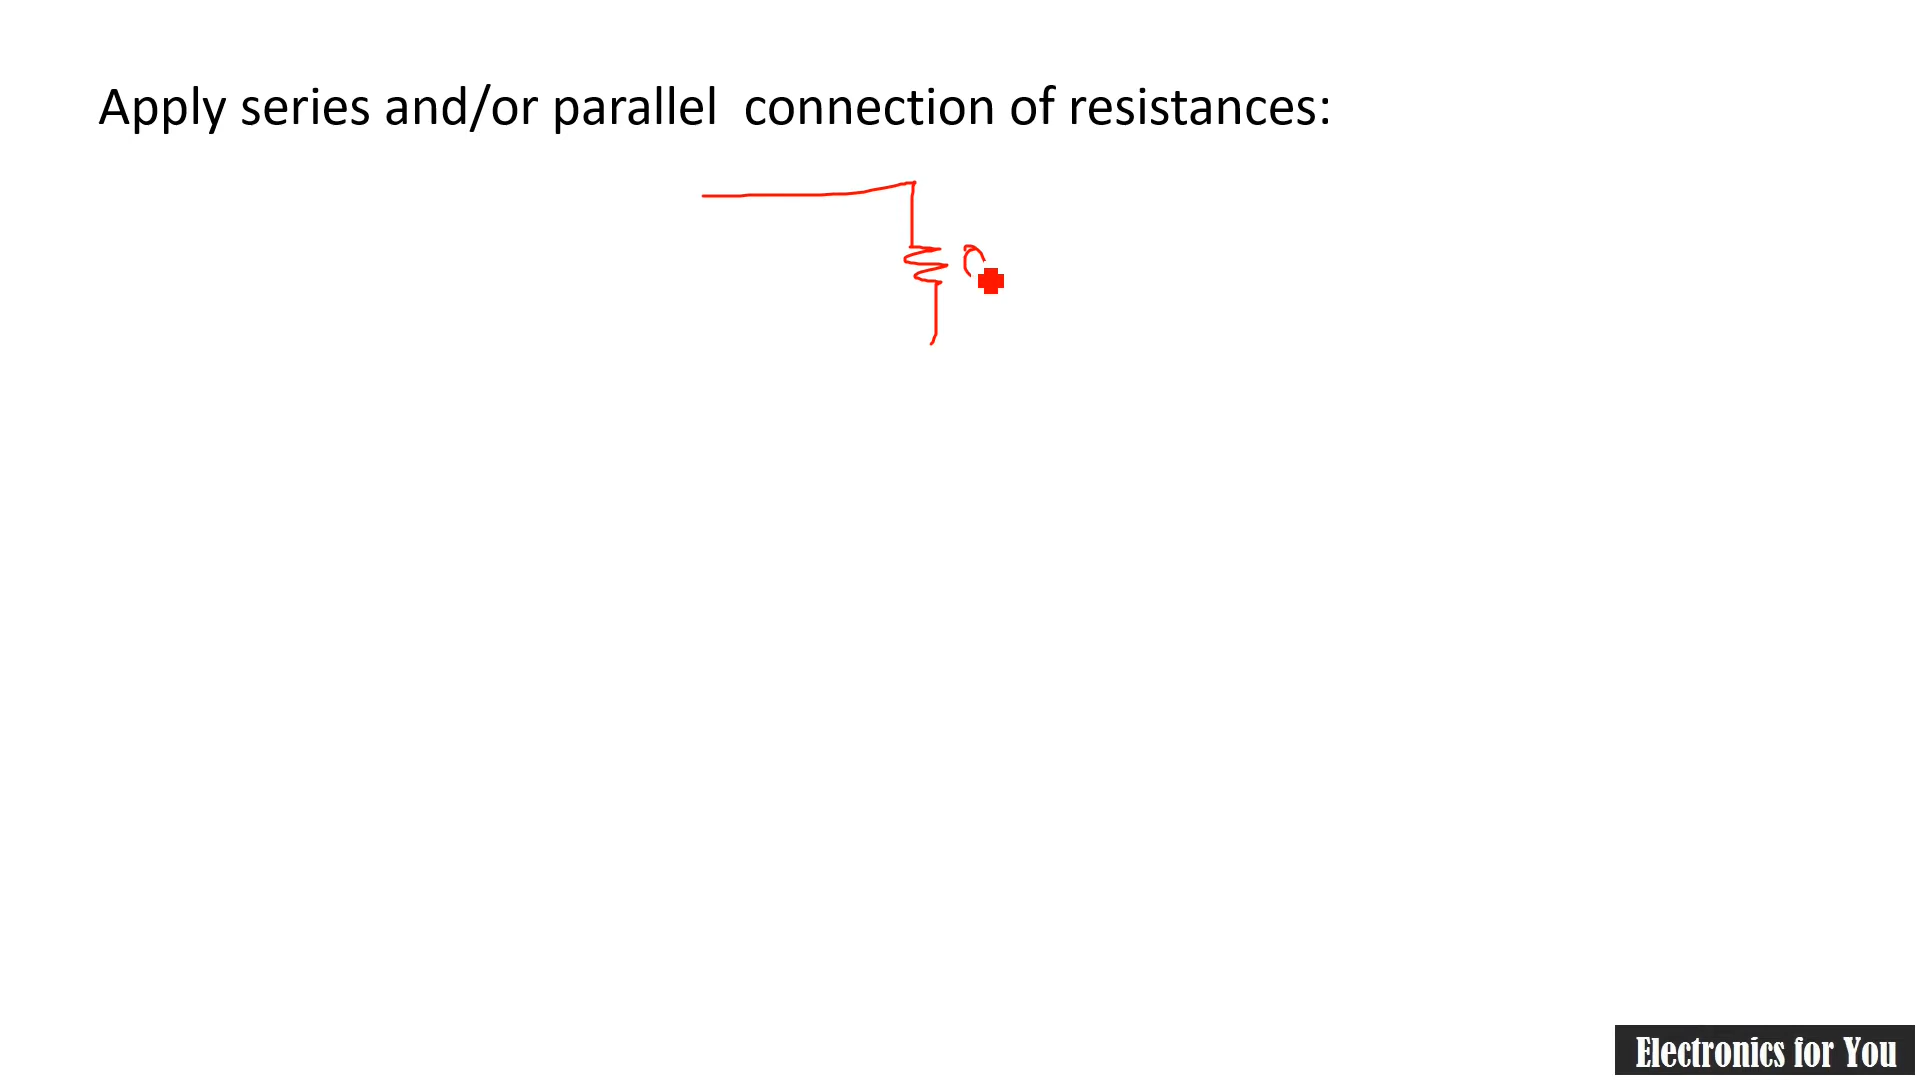 Apply series and/or parallel connection of resistances:
Electronics for You